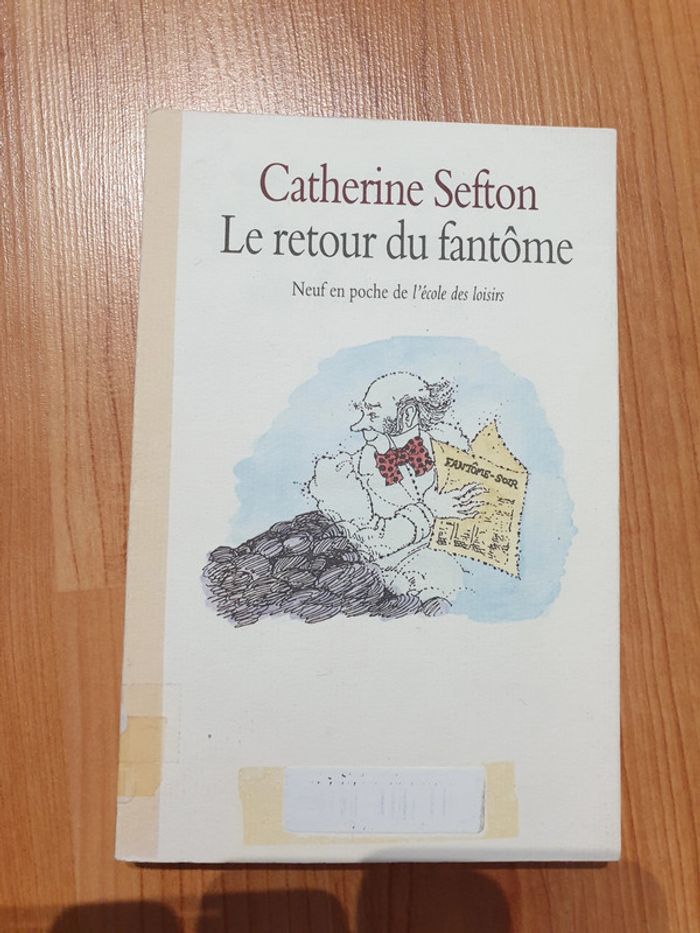 Catherine Sefton
Le retour du fantôme
Neuf en poche de l'école des loisirs
FANTÔME-SOIR